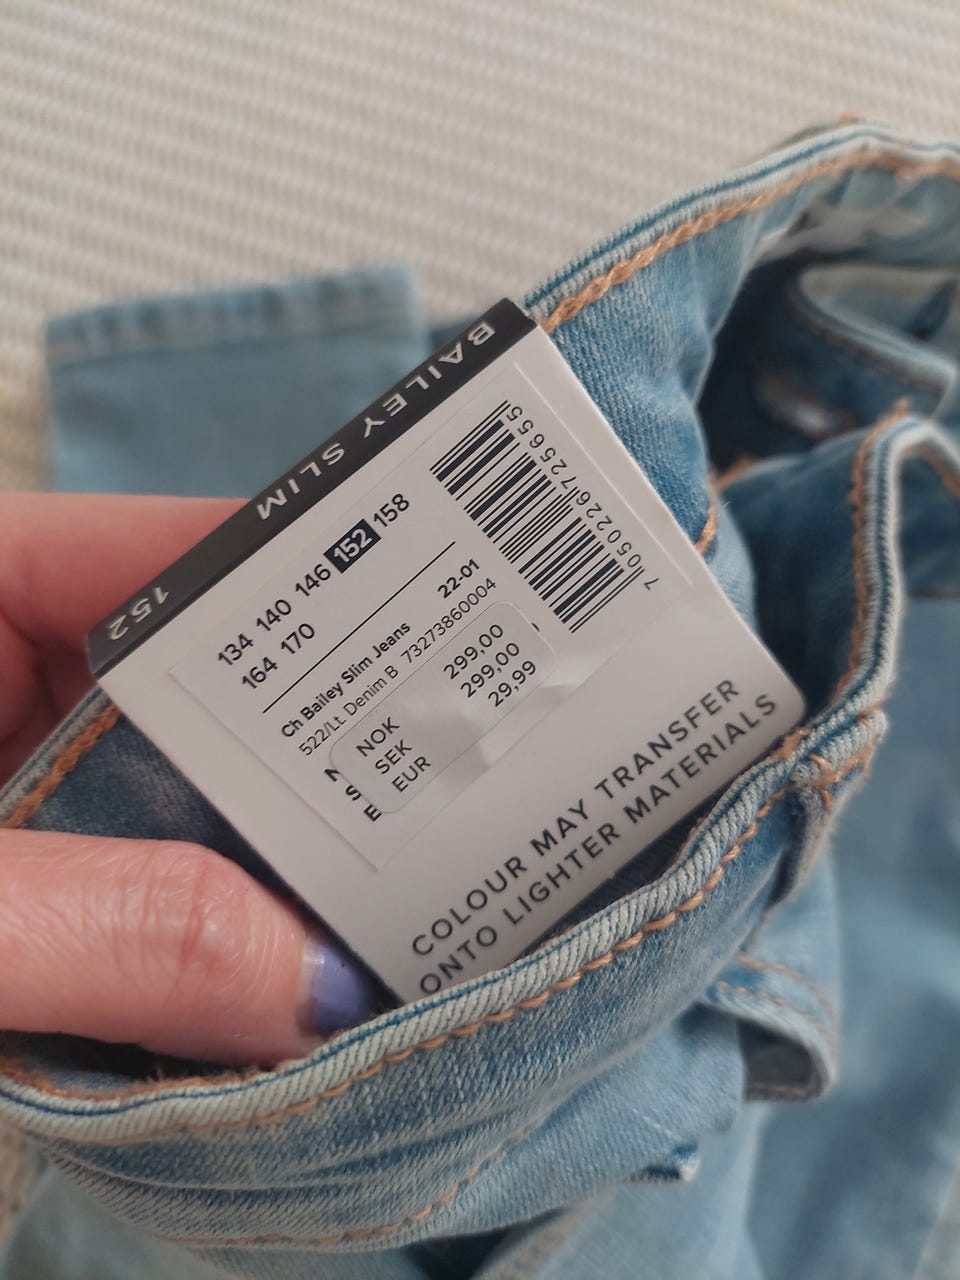 BAILEY SLIM 152
134 140 146 152 158
164 170
22-01
Ch Bailey Slim Jeans
522/Lt. Denim B 73273860004
NOK 299,00
SEK 299,00
EUR 29,99
N
S
E
7 050226 725655
COLOUR MAY TRANSFER
ONTO LIGHTER MATERIALS